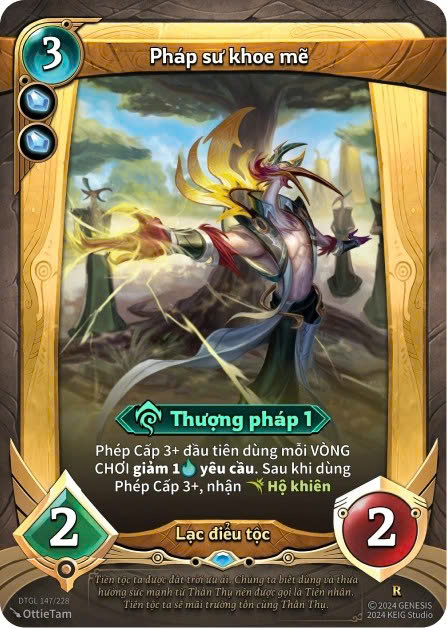 3
Pháp sư khoe mẽ
Thượng pháp 1
Phép Cấp 3+ đầu tiên dùng mỗi VÒNG
CHƠI giảm 1 yêu cầu. Sau khi dùng
Phép Cấp 3+, nhận Hộ khiên
2
Lạc điểu tộc
2
"Tiên tộc ta được đất trời ưu ái. Chúng ta biết dùng và thừa
hưởng sức mạnh từ Thần Thụ nên được gọi là Tiên nhân.
Tiên tộc ta sẽ mãi trường tồn cùng Thần Thụ."
DTGL 147/228
OttieTam
R
©2024 GENESIS
2024 KEIG Studio